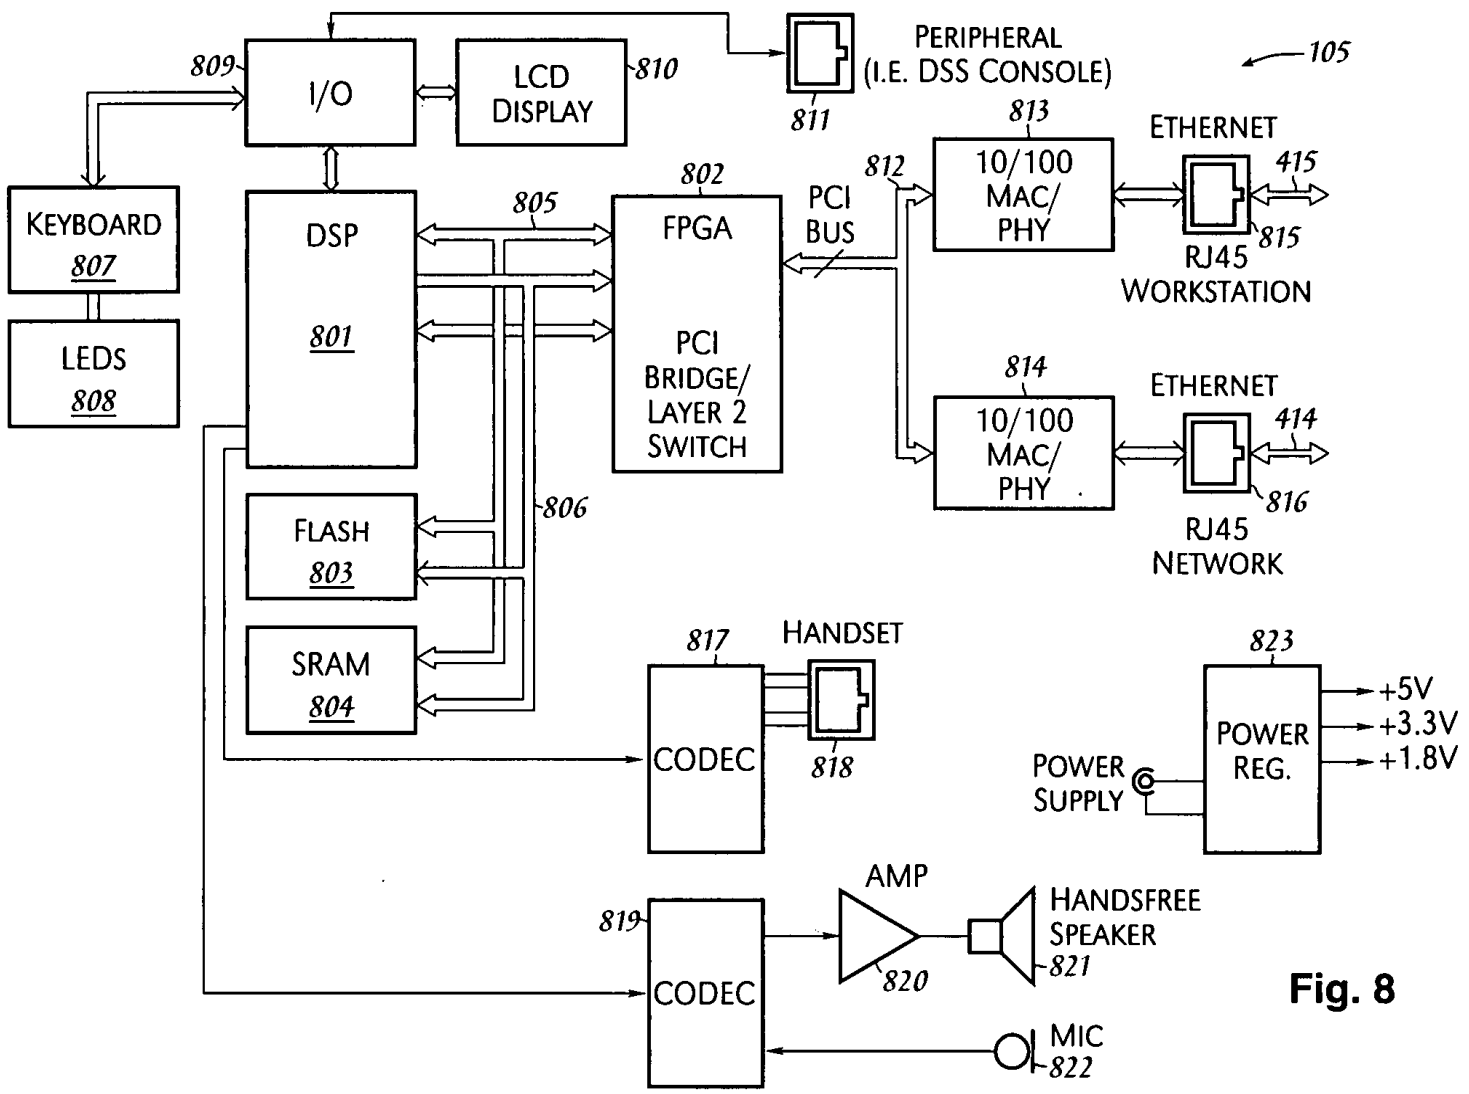 809
I/O
LCD
DISPLAY
810
811
PERIPHERAL
(I.E. DSS CONSOLE)
105
KEYBOARD
807
LEDS
808
DSP
801
805
802
FPGA
PCI
BRIDGE/
LAYER 2
SWITCH
PCI
BUS
812
813
10/100
MAC/
PHY
ETHERNET
415
815
RJ45
WORKSTATION
814
10/100
MAC/
PHY
ETHERNET
414
816
RJ45
NETWORK
FLASH
803
806
SRAM
804
817
CODEC
HANDSET
818
823
POWER
REG.
POWER
SUPPLY
+5V
+3.3V
+1.8V
819
CODEC
AMP
820
HANDSFREE
SPEAKER
821
MIC
822
Fig. 8